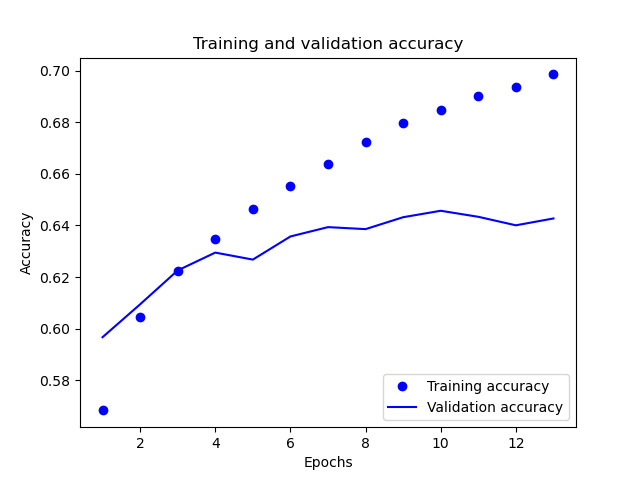 Training and validation accuracy
0.70
0.68
0.66
0.64
0.62
0.60
0.58
Accuracy
Training accuracy
Validation accuracy
2 4 6 8 10 12
Epochs